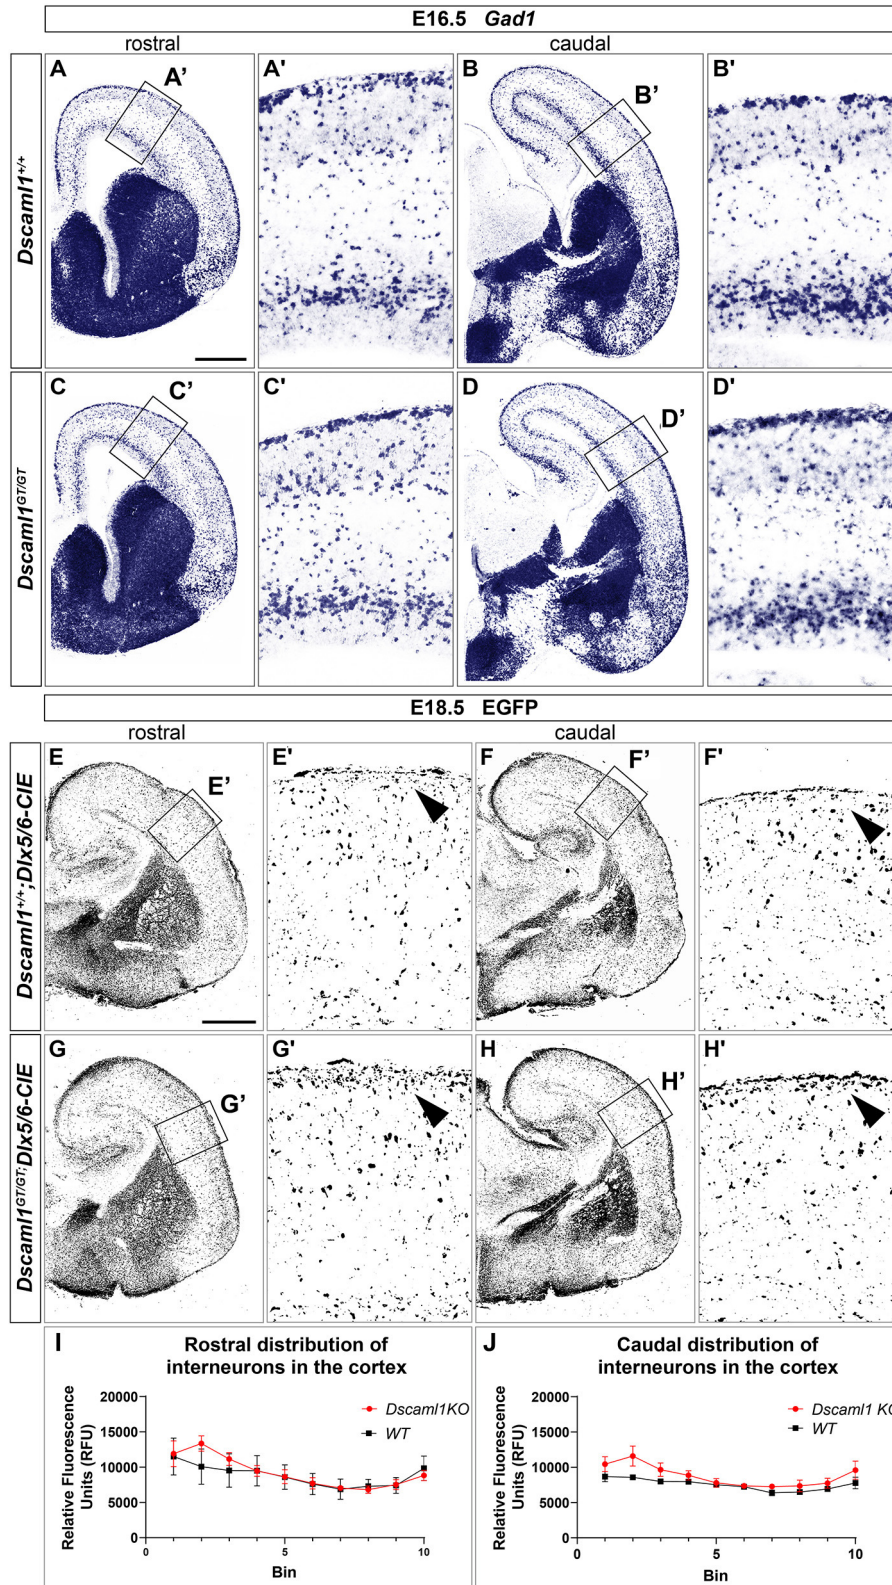 E16.5 Gad1
rostral
caudal
Dscaml1+/+
A
A’
A'
B
B’
B'
Dscaml1GT/GT
C
C’
C'
D
D’
D'
E18.5 EGFP
rostral
caudal
Dscaml1+/+;Dlx5/6-CIE
E
E’
E'
F
F’
F'
Dscaml1GT/GT;Dlx5/6-CIE
G
G’
G'
H
H’
H'
I
Rostral distribution of
interneurons in the cortex
Relative Fluorescence
Units (RFU)
20000
15000
10000
5000
0
0
5
10
Bin
Dscaml1KO
WT
J
Caudal distribution of
interneurons in the cortex
Relative Fluorescence
Units (RFU)
20000
15000
10000
5000
0
0
5
10
Bin
Dscaml1 KO
WT